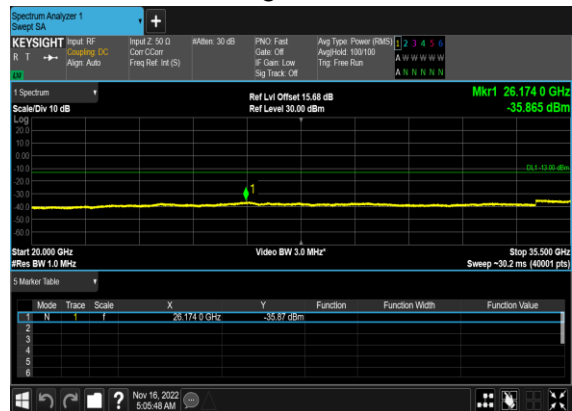 Spectrum Analyzer 1
Swept SA
+
KEYSIGHT Input: RF Input Z: 50 Ω #Atten: 30 dB PNO: Fast Avg Type: Power (RMS) 1 2 3 4 5 6
R T Coupling: DC Corr CCorr Gate: Off Avg|Hold: 100/100 A W W W W W
Align: Auto Freq Ref: Int (S) IF Gain: Low Trig: Free Run
Sig Track: Off A N N N N N
1 Spectrum
Ref Lvl Offset 15.68 dB Mkr1 26.174 0 GHz
Scale/Div 10 dB Ref Level 30.00 dBm -35.865 dBm
Log
20.0
10.0
0.00
-10.0
DL1 -13.00 dBm
-20.0
1
-30.0
-40.0
-50.0
-60.0
Start 20.000 GHz Video BW 3.0 MHz* Stop 35.500 GHz
#Res BW 1.0 MHz Sweep ~30.2 ms (40001 pts)
5 Marker Table
Mode Trace Scale X Y Function Function Width Function Value
1 N 1 f 26.174 0 GHz -35.87 dBm
2
3
4
5
6
? Nov 16, 2022
5:05:48 AM